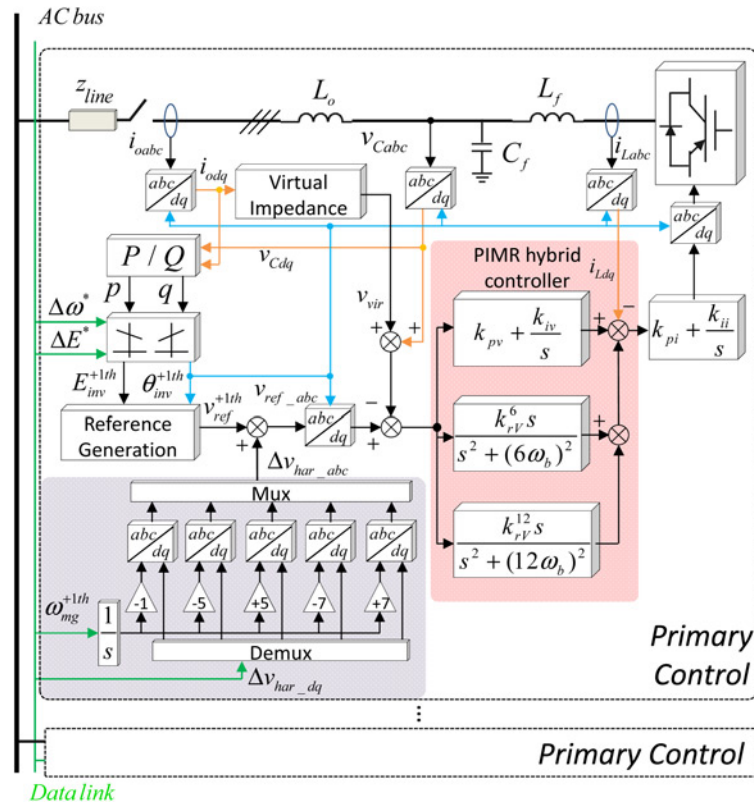 AC bus
z_line
L_o
L_f
i_oabc
v_Cabc
C_f
i_Labc
i_odq
abc dq
Virtual Impedance
abc dq
abc dq
abc dq
P / Q
v_Cdq
PIMR hybrid controller
i_Ldq
p
q
v_vir
Δω^*
ΔE^*
+
+
k_pv + k_iv / s
+
−
k_pi + k_ii / s
E_inv^+1th
θ_inv^+1th
Reference Generation
v_ref^+1th
+
+
v_ref_abc
abc dq
−
+
k_rV^6 s / s^2 + (6ω_b)^2
+
Δv_har_abc
Mux
k_rV^12 s / s^2 + (12ω_b)^2
abc dq
abc dq
abc dq
abc dq
abc dq
ω_mg^+1th
1 / s
-1
-5
+5
-7
+7
Demux
Δv_har_dq
Primary Control
Primary Control
Data link